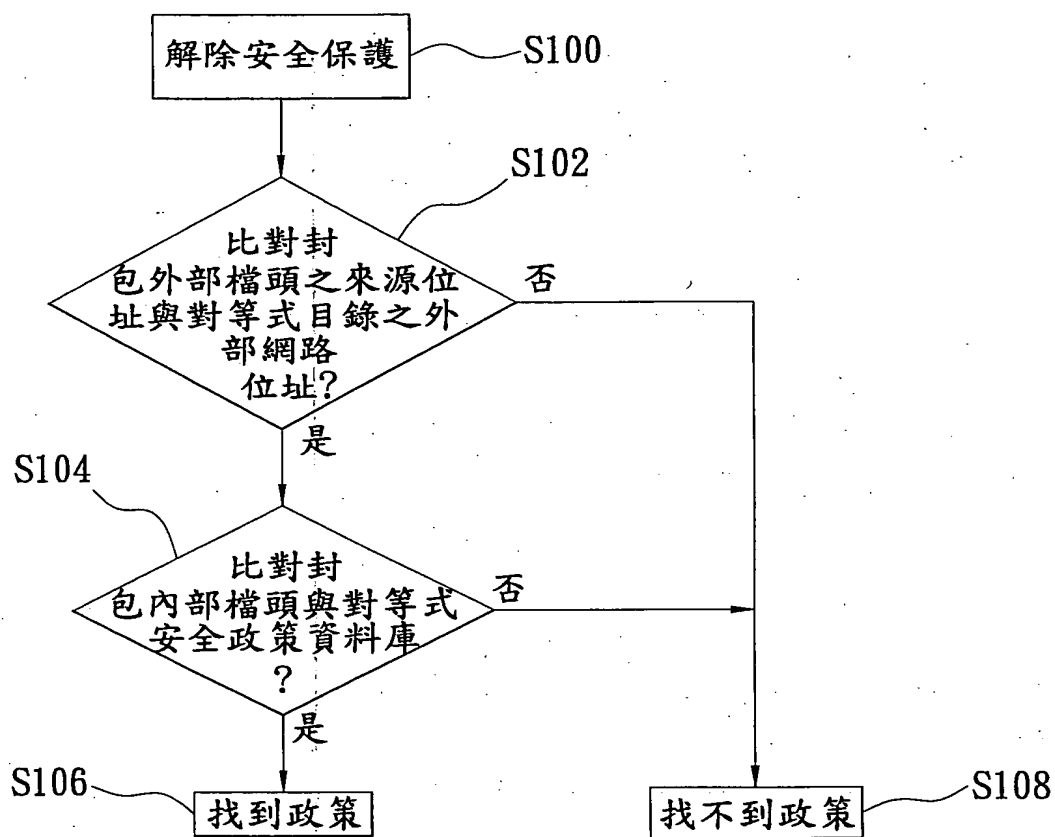 解除安全保護
S100
S102
比對封
包外部檔頭之來源位
址與對等式目錄之外
部網路
位址?
否
是
S104
比對封
包內部檔頭與對等式
安全政策資料庫
?
否
是
S106
找到政策
找不到政策
S108